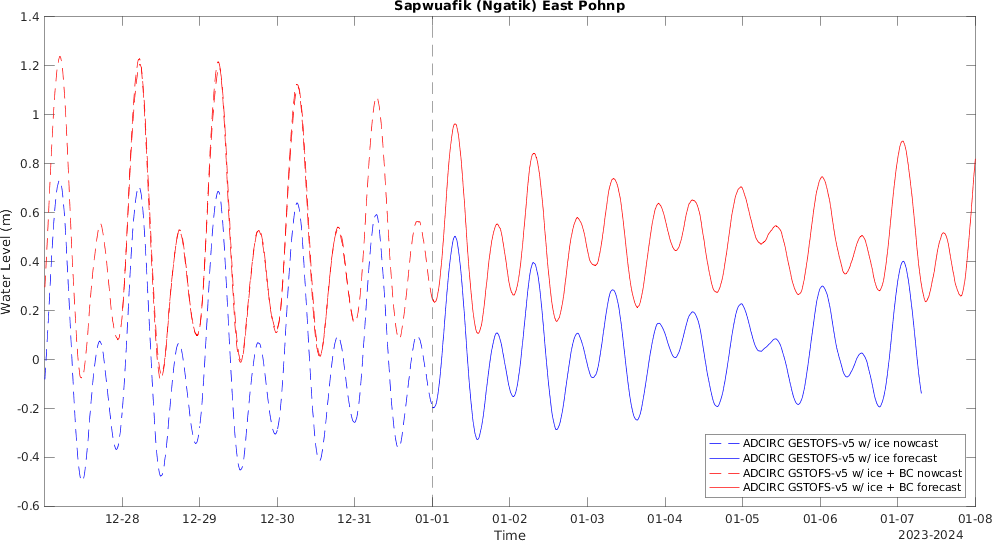 Sapwuafik (Ngatik) East Pohnp
1.4
1.2
1
0.8
0.6
0.4
0.2
0
-0.2
-0.4
-0.6
Water Level (m)
ADCIRC GESTOFS-v5 w/ ice nowcast
ADCIRC GESTOFS-v5 w/ ice forecast
ADCIRC GSTOFS-v5 w/ ice + BC nowcast
ADCIRC GSTOFS-v5 w/ ice + BC forecast
12-28 12-29 12-30 12-31 01-01 01-02 01-03 01-04 01-05 01-06 01-07 01-08
Time
2023-2024